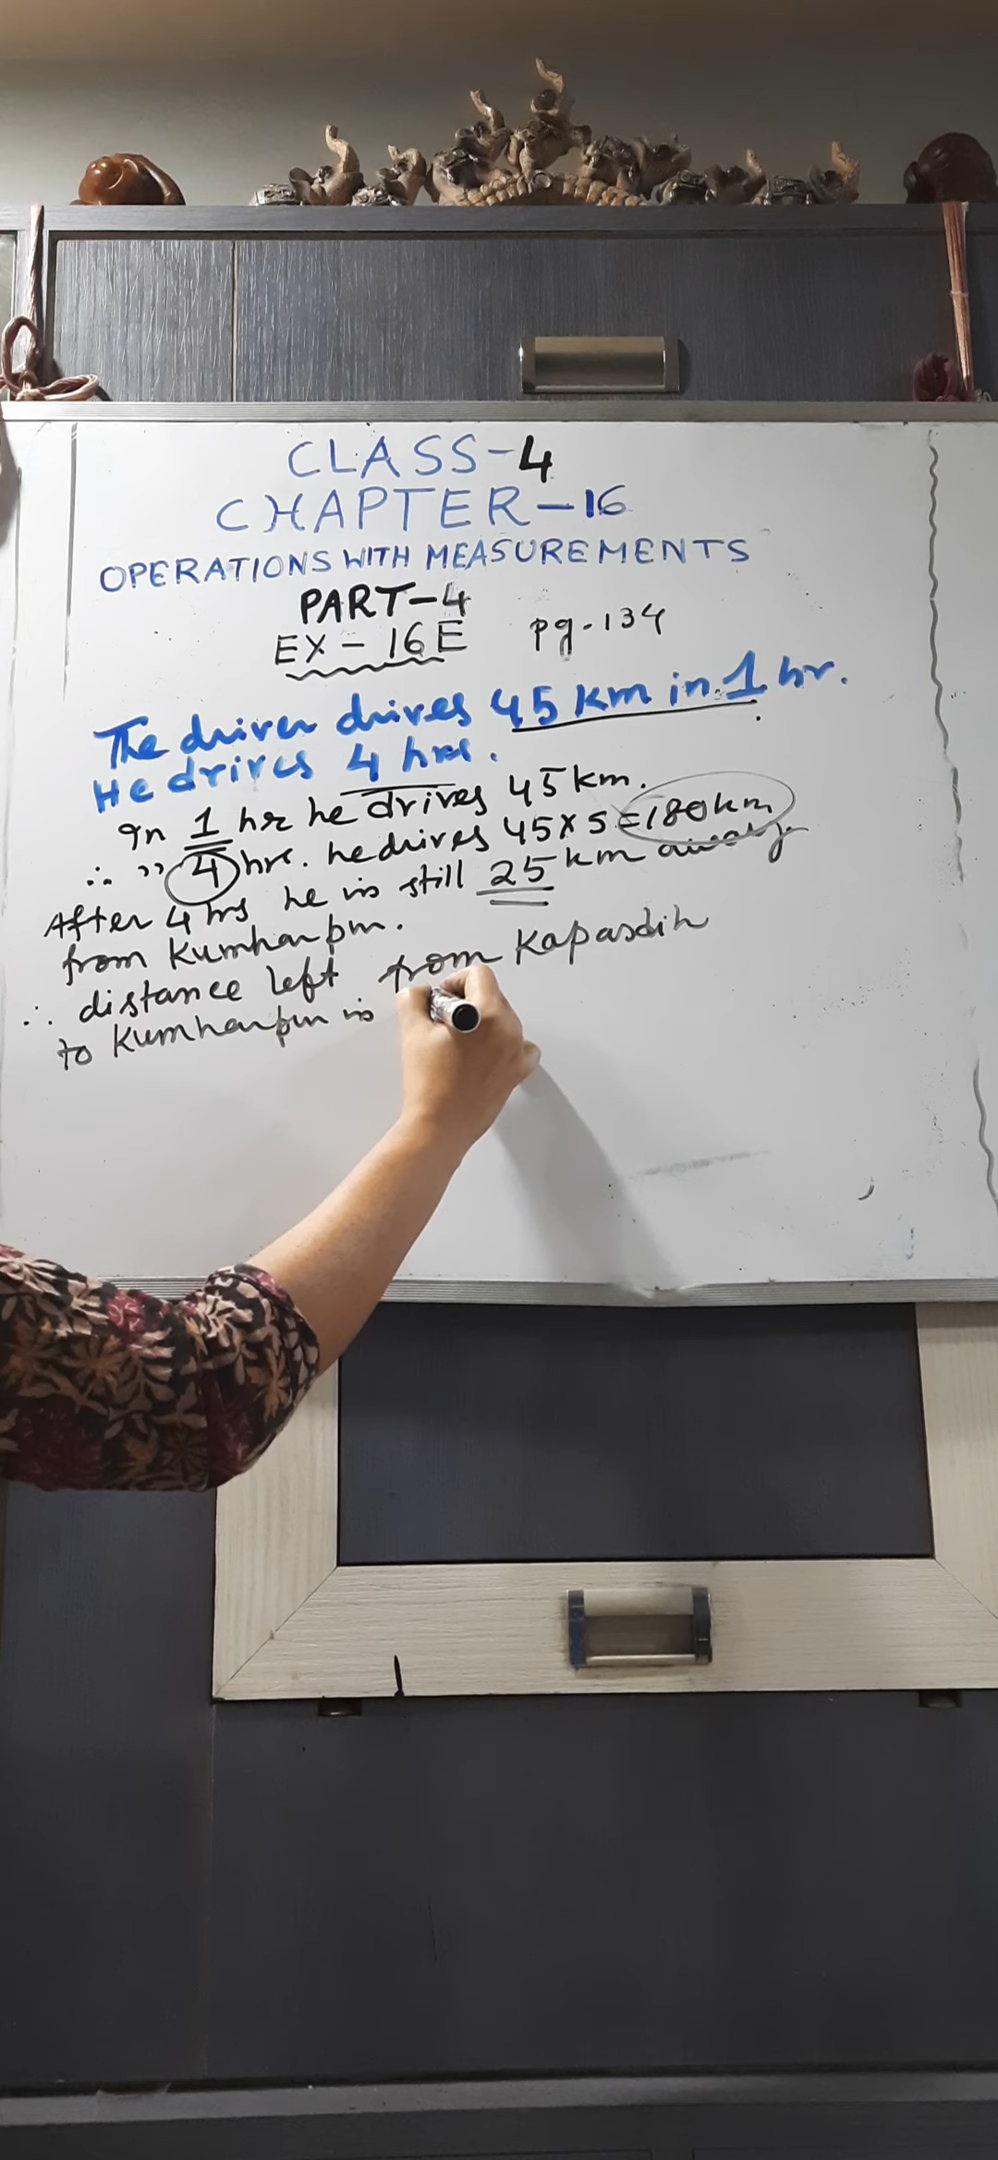 CLASS-4
CHAPTER-16
OPERATIONS WITH MEASUREMENTS
PART-4
EX-16E pg-134
The driver drives 45 km in 1 hr.
He drives 4 hrs.
In 1 hr he drives 45 km.
∴ " 4 hrs. he drives 45 x 5 = 180 km
After 4 hrs he is still 25 km away
from Kumharpur.
∴ distance left from Kapasdih
to Kumharpur is